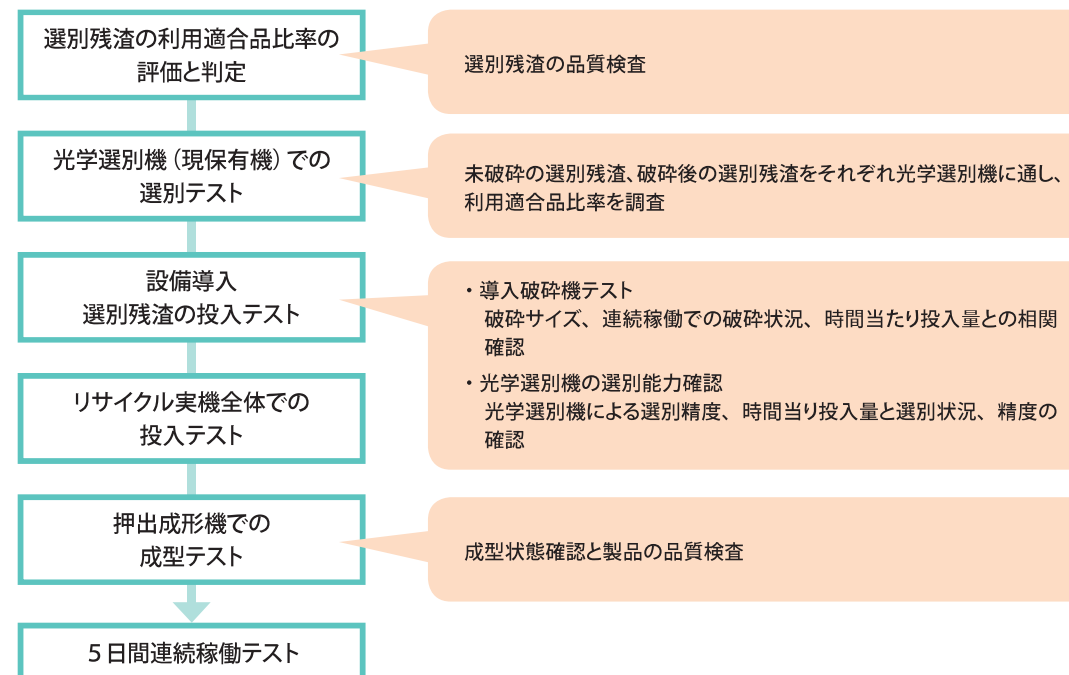 選別残渣の利用適合品比率の
評価と判定
選別残渣の品質検査
光学選別機（現保有機）での
選別テスト
未破砕の選別残渣、破砕後の選別残渣をそれぞれ光学選別機に通し、
利用適合品比率を調査
設備導入
選別残渣の投入テスト
・導入破砕機テスト
破砕サイズ、連続稼働での破砕状況、時間当たり投入量との相関
確認
・光学選別機の選別能力確認
光学選別機による選別精度、時間当り投入量と選別状況、精度の
確認
リサイクル実機全体での
投入テスト
押出成形機での
成型テスト
成型状態確認と製品の品質検査
5日間連続稼働テスト